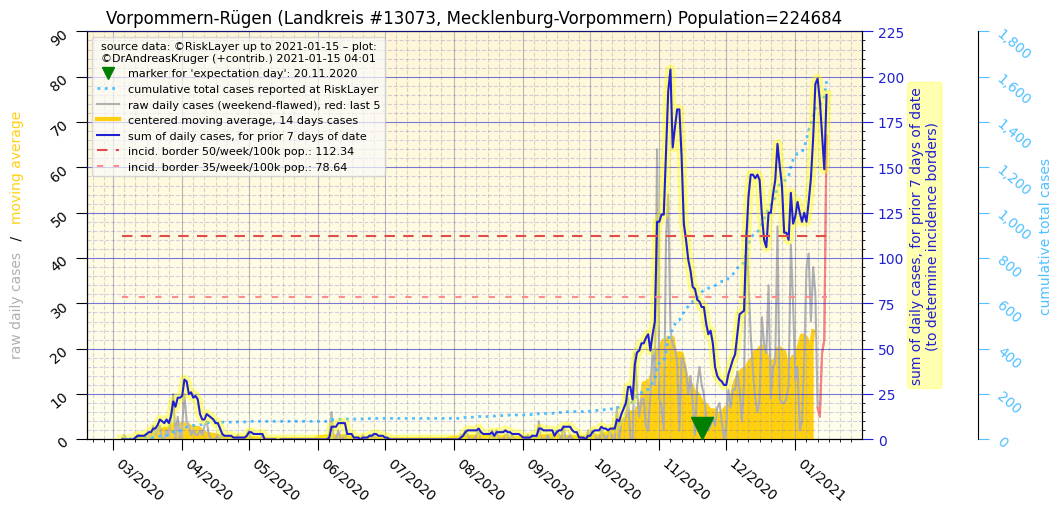 Vorpommern-Rügen (Landkreis #13073, Mecklenburg-Vorpommern) Population=224684
source data: ©RiskLayer up to 2021-01-15 – plot:
©DrAndreasKruger (+contrib.) 2021-01-15 04:01
marker for 'expectation day': 20.11.2020
cumulative total cases reported at RiskLayer
raw daily cases (weekend-flawed), red: last 5
centered moving average, 14 days cases
sum of daily cases, for prior 7 days of date
incid. border 50/week/100k pop.: 112.34
incid. border 35/week/100k pop.: 78.64
raw daily cases / moving average
90
80
70
60
50
40
30
20
10
0
03/2020
04/2020
05/2020
06/2020
07/2020
08/2020
09/2020
10/2020
11/2020
12/2020
01/2021
225
200
175
150
125
100
75
50
25
0
sum of daily cases, for prior 7 days of date
(to determine incidence borders)
1,800
1,600
1,400
1,200
1,000
800
600
400
200
0
cumulative total cases